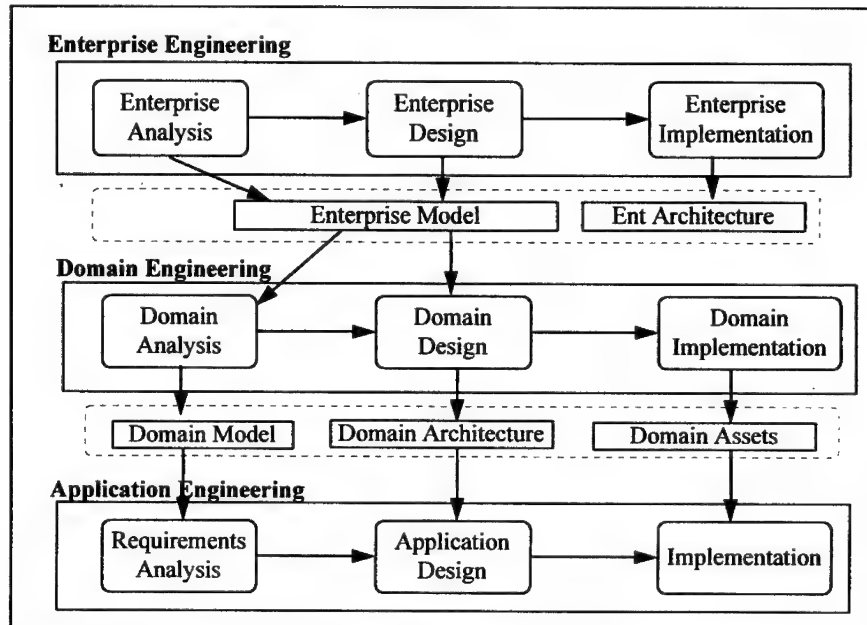 Enterprise Engineering
Enterprise
Analysis
Enterprise
Design
Enterprise
Implementation
Enterprise Model
Ent Architecture
Domain Engineering
Domain
Analysis
Domain
Design
Domain
Implementation
Domain Model
Domain Architecture
Domain Assets
Application Engineering
Requirements
Analysis
Application
Design
Implementation